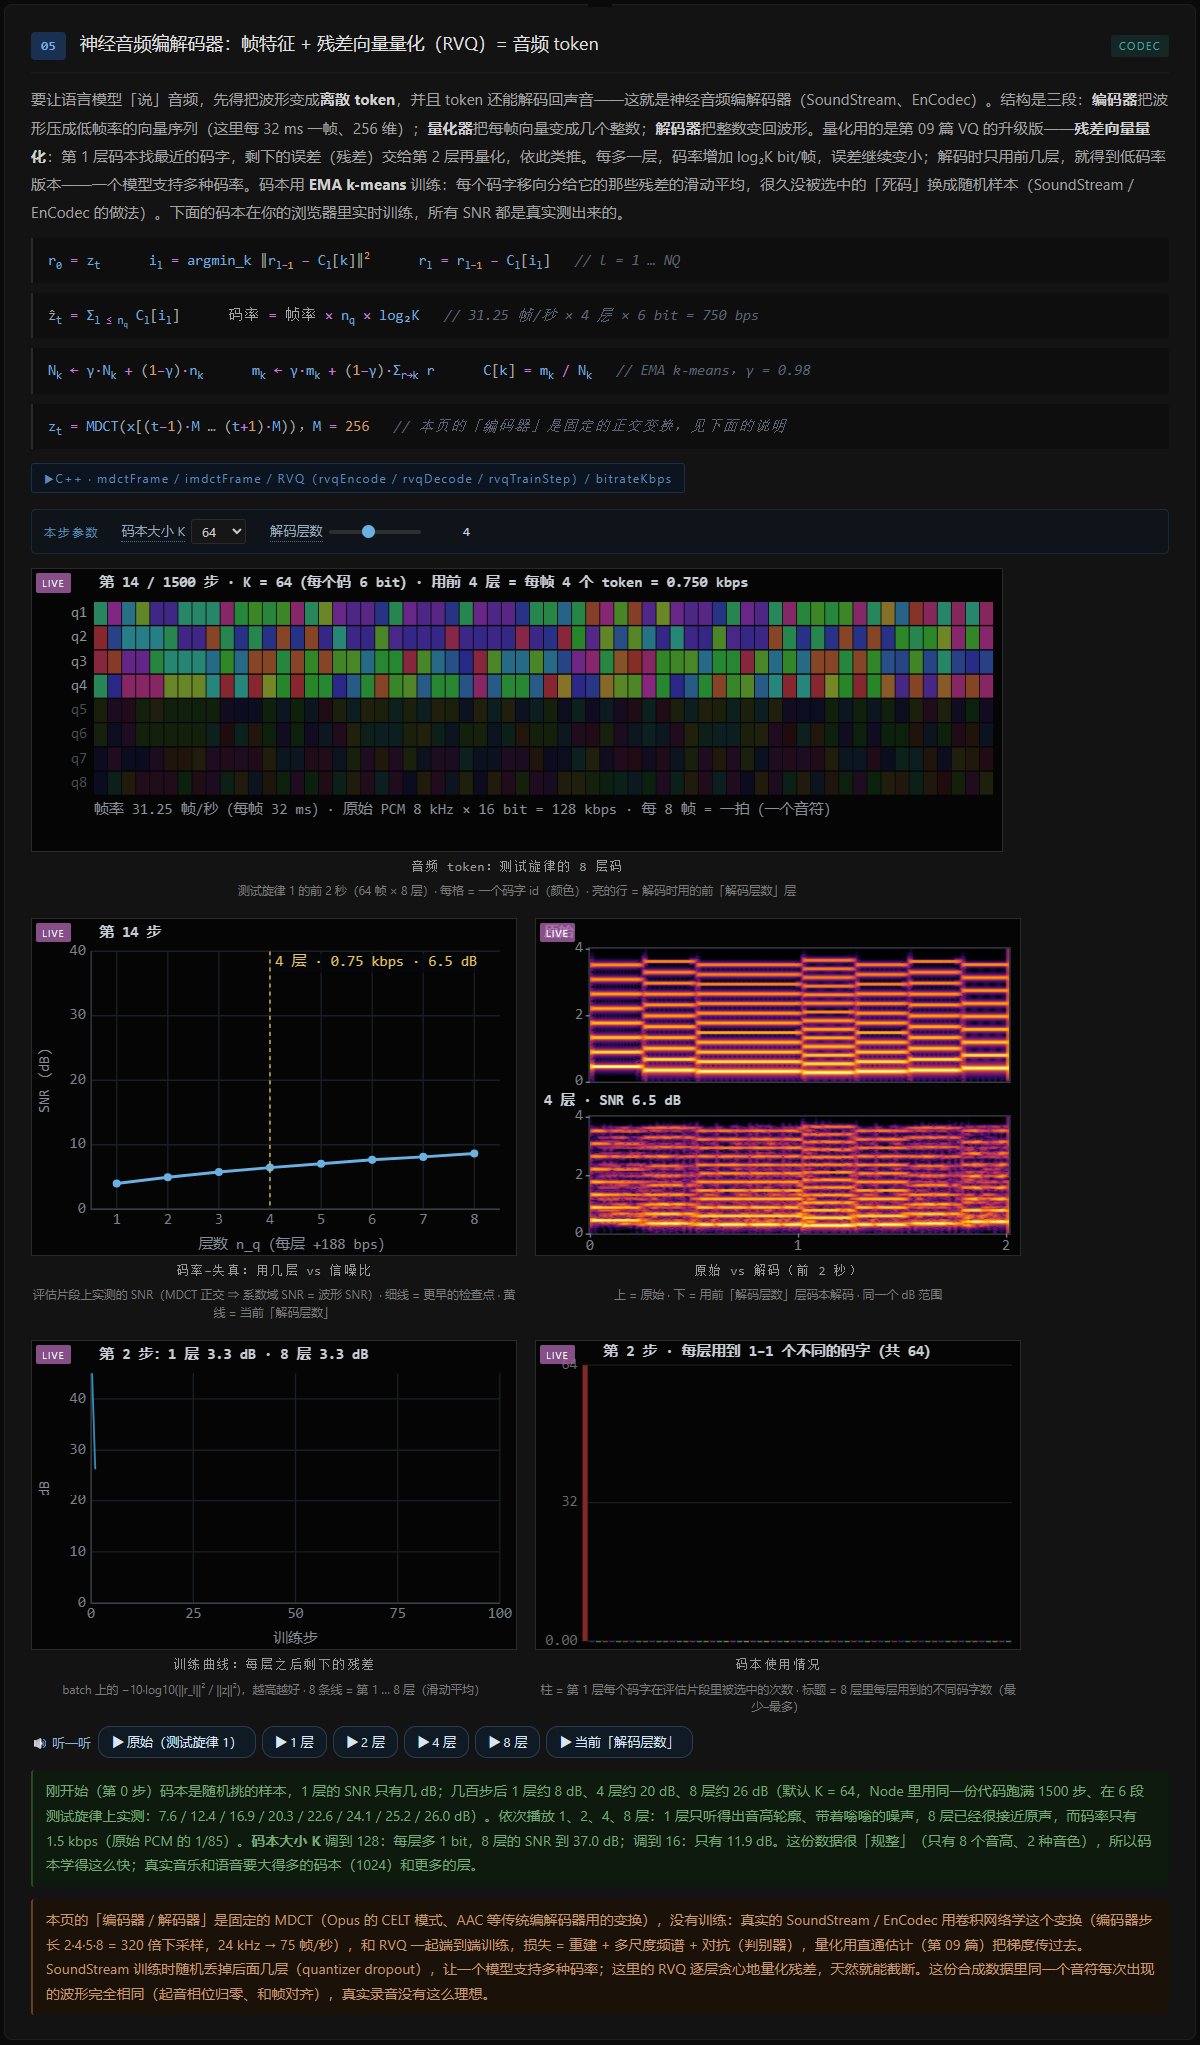 05 神经音频编解码器：帧特征 + 残差向量量化（RVQ）= 音频 token
CODEC
要让语言模型「说」音频，先得把波形变成离散 token，并且 token 还能解码回声音——这就是神经音频编解码器（SoundStream、EnCodec）。结构是三段：编码器把波
形压成低帧率的向量序列（这里每 32 ms 一帧、256 维）；量化器把每帧向量变成几个整数；解码器把整数变回波形。量化用的是第 09 篇 VQ 的升级版——残差向量量
化：第 1 层码本找最近的码字，剩下的误差（残差）交给第 2 层再量化，依此类推。每多一层，码率增加 log₂K bit/帧，误差继续变小；解码时只用前几层，就得到低码率
版本——一个模型支持多种码率。码本用 EMA k-means 训练：每个码字移向分给它的那些残差的滑动平均，很久没被选中的「死码」换成随机样本（SoundStream /
EnCodec 的做法）。下面的码本在你的浏览器里实时训练，所有 SNR 都是真实测出来的。
r₀ = z_t   i_l = argmin_k ‖r_{l−1} − C_l[k]‖²   r_l = r_{l−1} − C_l[i_l]   // l = 1 … NQ
ẑ_t = Σ_{l ≤ n_q} C_l[i_l]   码率 = 帧率 × n_q × log₂K   // 31.25 帧/秒 × 4 层 × 6 bit = 750 bps
N_k ← γ·N_k + (1−γ)·n_k   m_k ← γ·m_k + (1−γ)·Σ_{r→k} r   C[k] = m_k / N_k   // EMA k-means，γ = 0.98
z_t = MDCT(x[(t−1)·M … (t+1)·M))，M = 256   // 本页的「编码器」是固定的正交变换，见下面的说明
▶C++ · mdctFrame / imdctFrame / RVQ（rvqEncode / rvqDecode / rvqTrainStep）/ bitrateKbps
本步参数 码本大小 K 64 解码层数 4
LIVE 第 14 / 1500 步 · K = 64 (每个码 6 bit) · 用前 4 层 = 每帧 4 个 token = 0.750 kbps
q1
q2
q3
q4
q5
q6
q7
q8
帧率 31.25 帧/秒 (每帧 32 ms) · 原始 PCM 8 kHz × 16 bit = 128 kbps · 每 8 帧 = 一拍 (一个音符)
音频 token：测试旋律的 8 层码
测试旋律 1 的前 2 秒（64 帧 × 8 层）· 每格 = 一个码字 id（颜色）· 亮的行 = 解码时用的前「解码层数」层
LIVE 第 14 步
4 层 · 0.75 kbps · 6.5 dB
40
30
20
10
0
SNR (dB)
1 2 3 4 5 6 7 8
层数 n_q (每层 +188 bps)
码率-失真：用几层 vs 信噪比
评估片段上实测的 SNR（MDCT 正交 ⇒ 系数域 SNR = 波形 SNR）· 细线 = 更早的检查点 · 黄
线 = 当前「解码层数」
LIVE
4
2
0
4 层 · SNR 6.5 dB
4
2
0
0 1 2
原始 vs 解码（前 2 秒）
上 = 原始 · 下 = 用前「解码层数」层码本解码 · 同一个 dB 范围
LIVE 第 2 步：1 层 3.3 dB · 8 层 3.3 dB
40
30
20
10
0
dB
0 25 50 75 100
训练步
训练曲线：每层之后剩下的残差
batch 上的 −10·log10(‖r_l‖² / ‖z‖²)，越高越好 · 8 条线 = 第 1 … 8 层（滑动平均）
LIVE 第 2 步 · 每层用到 1–1 个不同的码字 (共 64)
64
32
0.00
码本使用情况
柱 = 第 1 层每个码字在评估片段里被选中的次数 · 标题 = 8 层里每层用到的不同码字数（最
少–最多）
听一听 ▶原始（测试旋律 1） ▶1 层 ▶2 层 ▶4 层 ▶8 层 ▶当前「解码层数」
刚开始（第 0 步）码本是随机挑的样本，1 层的 SNR 只有几 dB；几百步后 1 层约 8 dB、4 层约 20 dB、8 层约 26 dB（默认 K = 64，Node 里用同一份代码跑满 1500 步、在 6 段
测试旋律上实测：7.6 / 12.4 / 16.9 / 20.3 / 22.6 / 24.1 / 25.2 / 26.0 dB）。依次播放 1、2、4、8 层：1 层只听得出音高轮廓、带着嗡嗡的噪声，8 层已经很接近原声，而码率只有
1.5 kbps（原始 PCM 的 1/85）。码本大小 K 调到 128：每层多 1 bit，8 层的 SNR 到 37.0 dB；调到 16：只有 11.9 dB。这份数据很「规整」（只有 8 个音高、2 种音色），所以码
本学得这么快；真实音乐和语音要大得多的码本（1024）和更多的层。
本页的「编码器 / 解码器」是固定的 MDCT（Opus 的 CELT 模式、AAC 等传统编解码器用的变换），没有训练：真实的 SoundStream / EnCodec 用卷积网络学这个变换（编码器步
长 2·4·5·8 = 320 倍下采样，24 kHz → 75 帧/秒），和 RVQ 一起端到端训练，损失 = 重建 + 多尺度频谱 + 对抗（判别器），量化用直通估计（第 09 篇）把梯度传过去。
SoundStream 训练时随机丢掉后面几层（quantizer dropout），让一个模型支持多种码率；这里的 RVQ 逐层贪心地量化残差，天然就能截断。这份合成数据里同一个音符每次出现
的波形完全相同（起音相位归零、和帧对齐），真实录音没有这么理想。